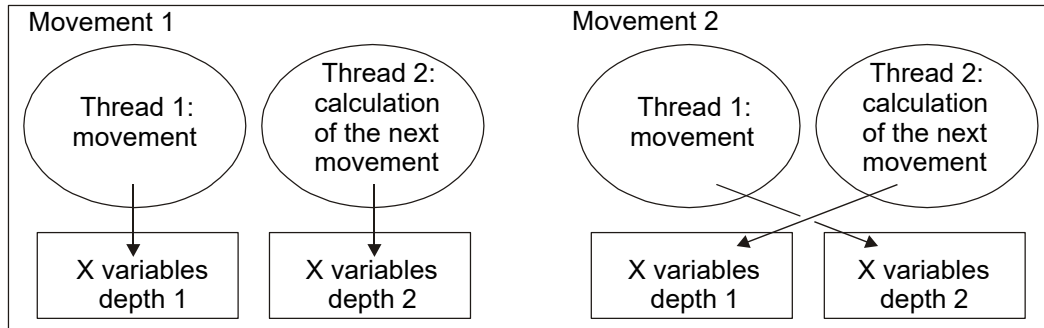 Movement 1
Thread 1:
movement
Thread 2:
calculation
of the next
movement
X variables
depth 1
X variables
depth 2
Movement 2
Thread 1:
movement
Thread 2:
calculation
of the next
movement
X variables
depth 1
X variables
depth 2